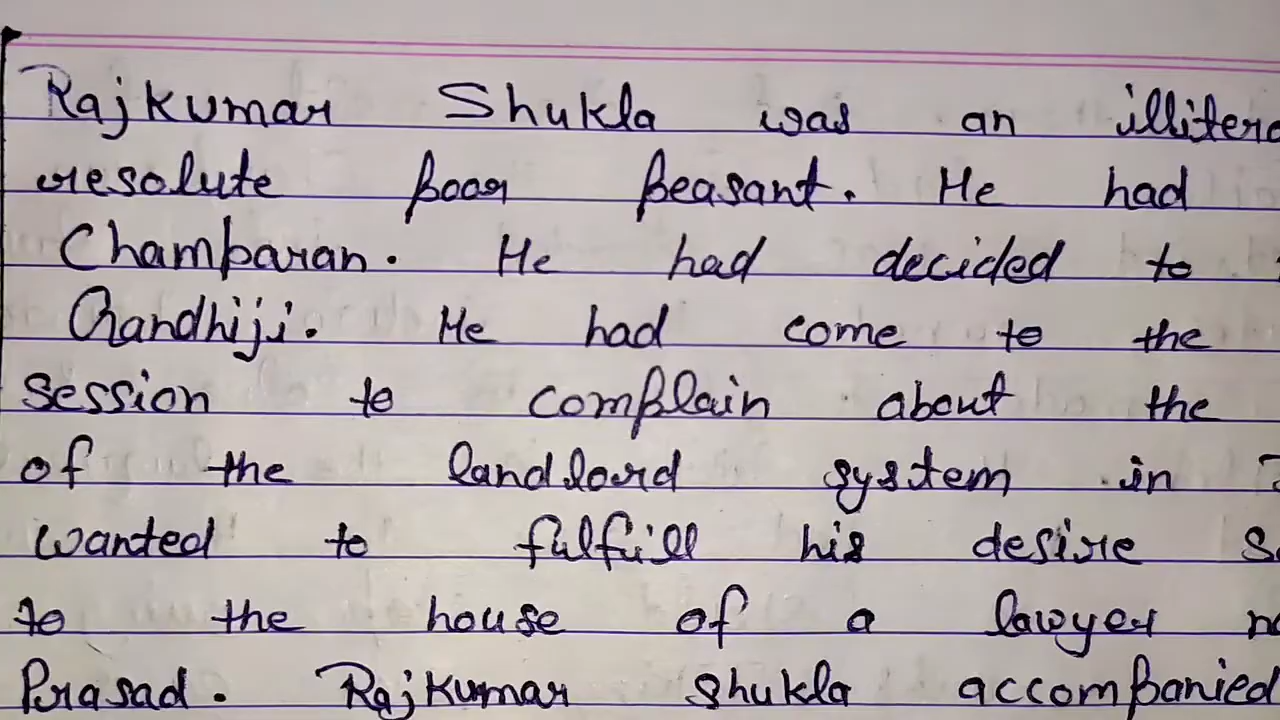 Rajkumar Shukla was an
resolute poor peasant. He had
Champaran. He had decided to
Gandhiji. He had come to the
session to complain about the
of the landlord system in
wanted to fulfill his desire
to the house of a lawyer
Prasad. Rajkumar Shukla accompanied